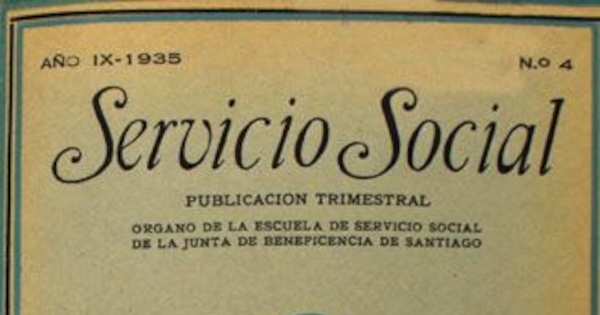 AÑO IX-1935 N.o 4
Servicio Social
PUBLICACION TRIMESTRAL
ORGANO DE LA ESCUELA DE SERVICIO SOCIAL
DE LA JUNTA DE BENEFICENCIA DE SANTIAGO